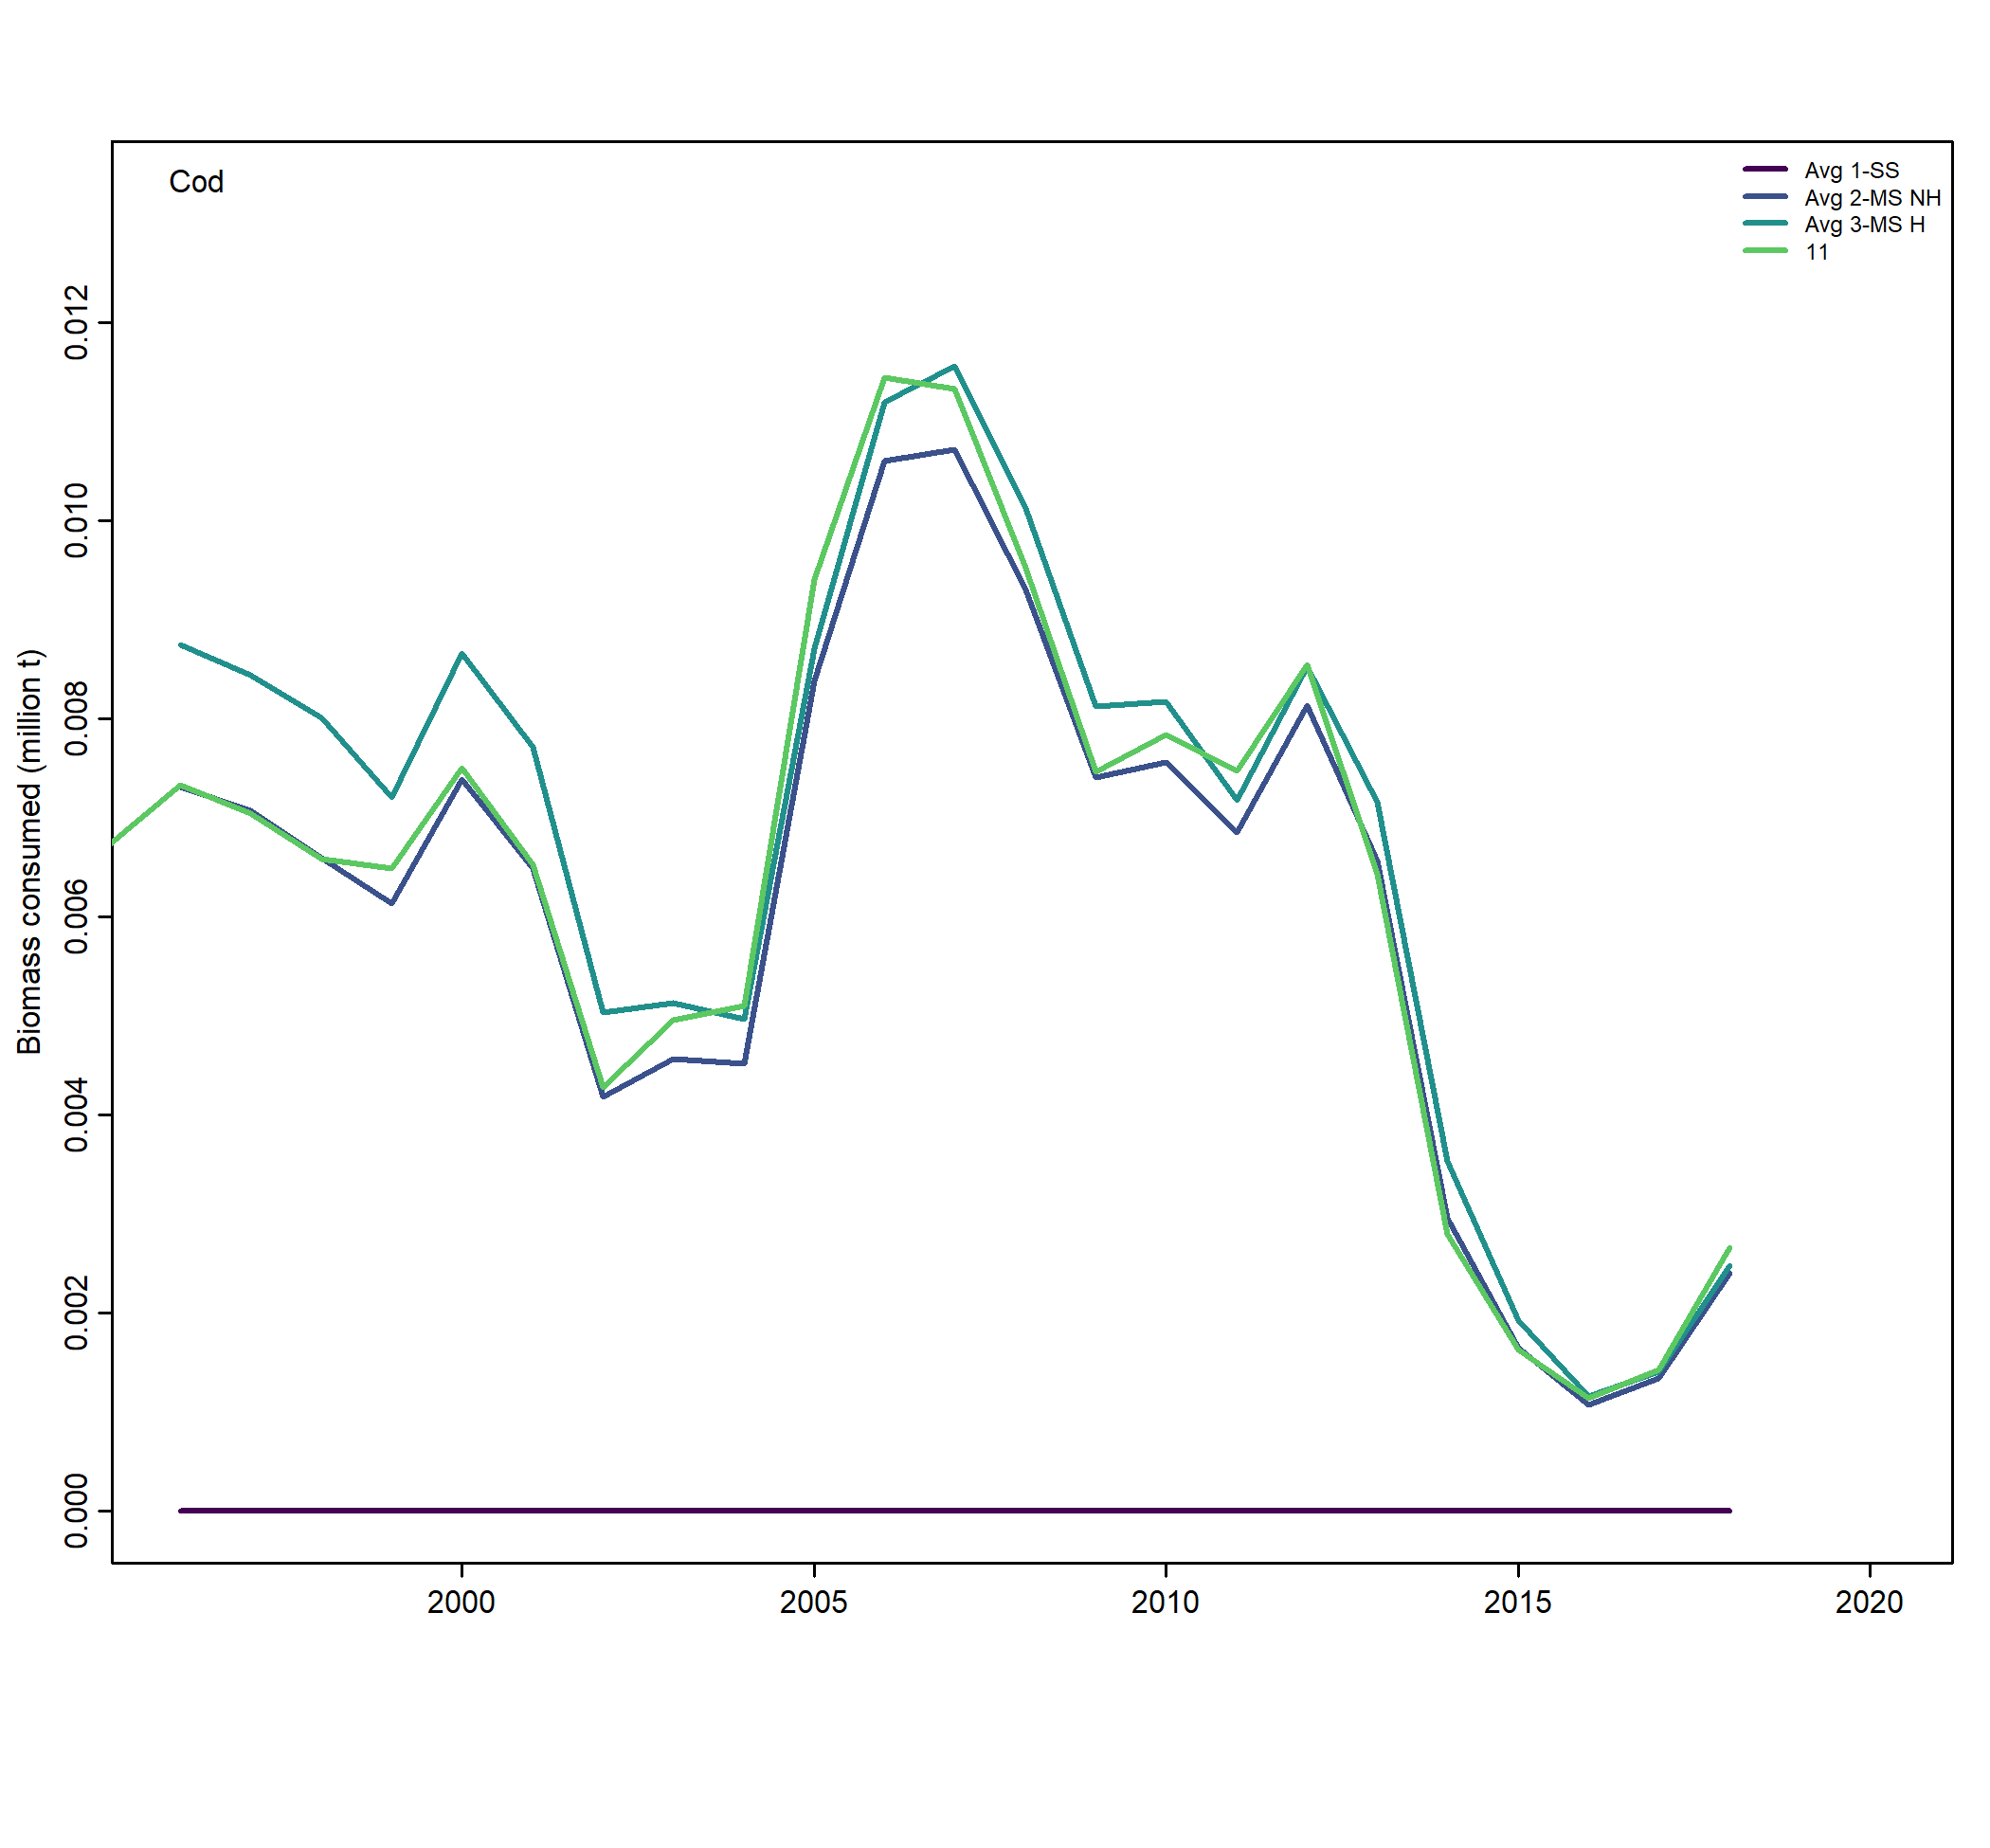 Cod
Avg 1-SS
Avg 2-MS NH
Avg 3-MS H
11
Biomass consumed (million t)
0.012
0.010
0.008
0.006
0.004
0.002
0.000
2000 2005 2010 2015 2020